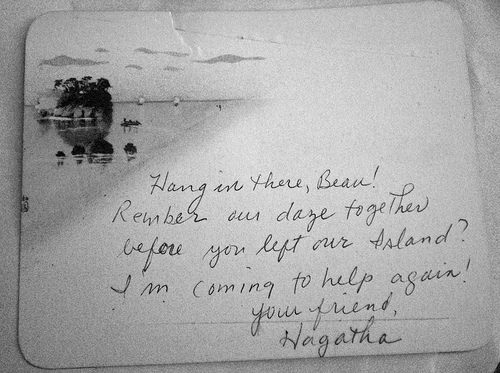 Hang in there, Beau!
Rember our daze together
before you left our Island?
I'm coming to help again!
your friend,
Hagatha